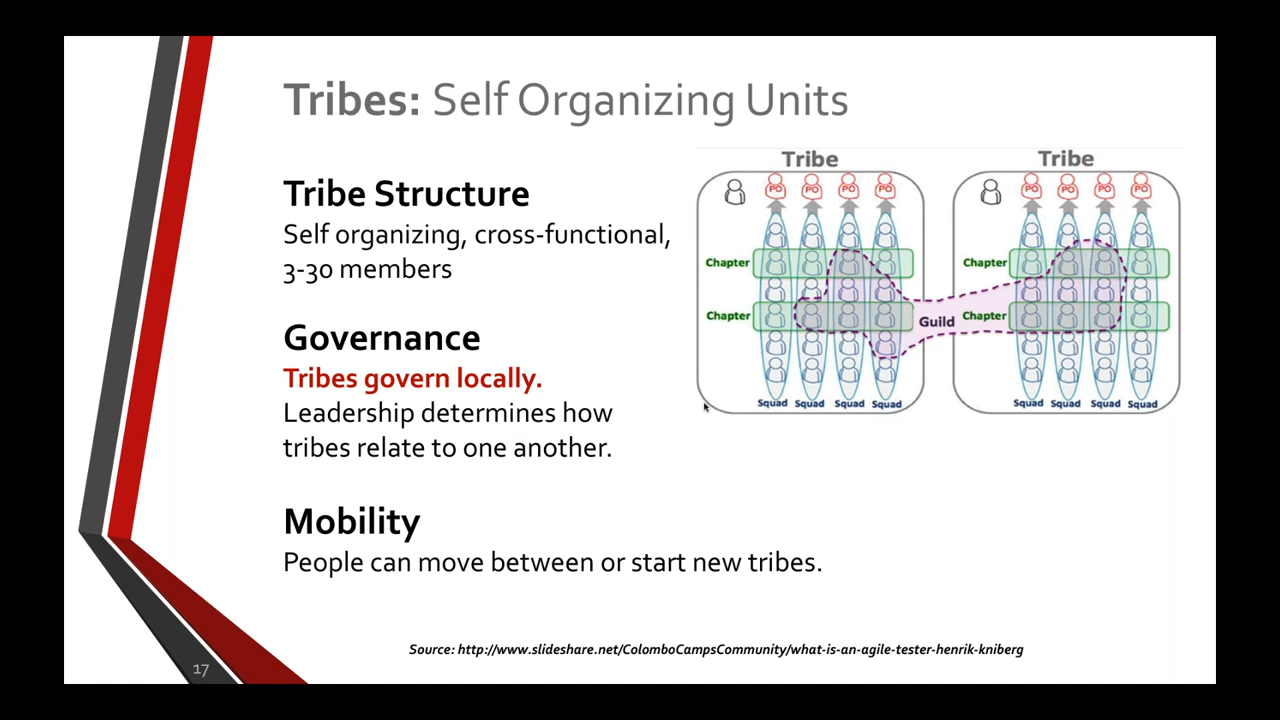 Tribes: Self Organizing Units
Tribe Structure
Self organizing, cross-functional,
3-30 members
Governance
Tribes govern locally.
Leadership determines how
tribes relate to one another.
Mobility
People can move between or start new tribes.
Tribe Tribe
PO PO PO PO PO PO PO PO
Chapter Chapter
Chapter Guild Chapter
Squad Squad Squad Squad Squad Squad Squad Squad
Source: http://www.slideshare.net/ColomboCampsCommunity/what-is-an-agile-tester-henrik-kniberg
17